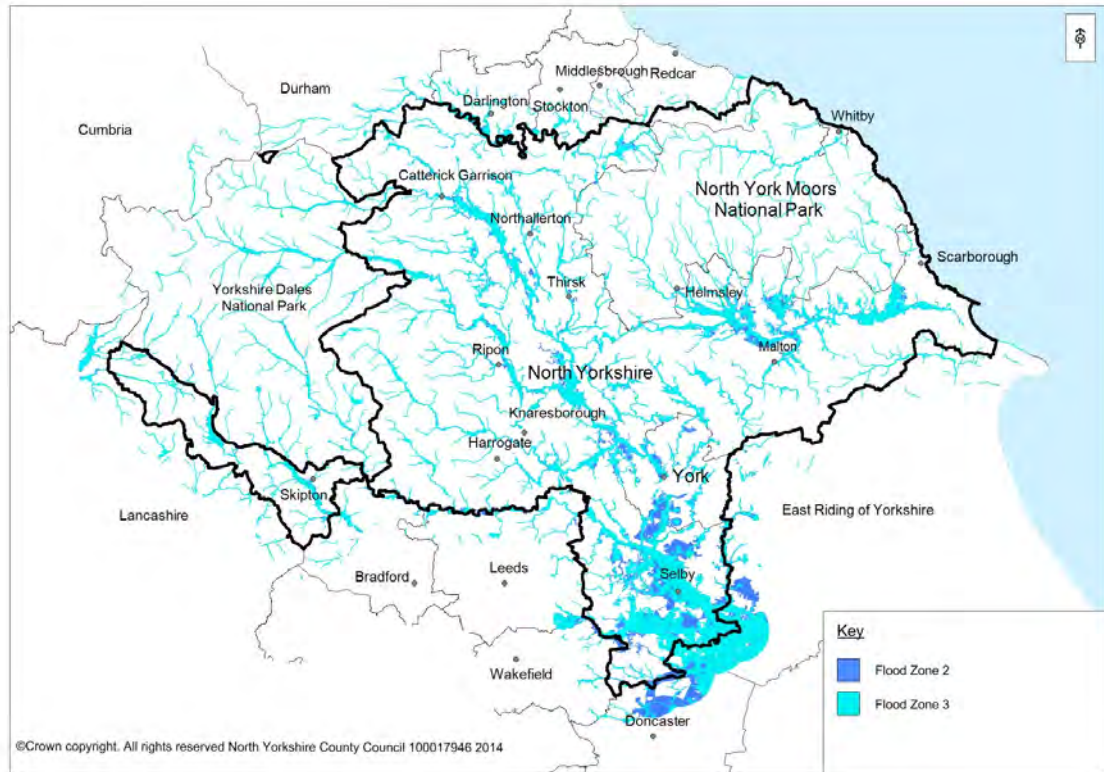 Middlesbrough
Redcar
Durham
Darlington
Stockton
Cumbria
Whitby
Catterick Garrison
North York Moors
National Park
Northallerton
Scarborough
Yorkshire Dales
National Park
Thirsk
Helmsley
Ripon
Malton
North Yorkshire
Knaresborough
Harrogate
York
Skipton
Lancashire
East Riding of Yorkshire
Bradford
Leeds
Selby
Wakefield
Doncaster
Key
Flood Zone 2
Flood Zone 3
©Crown copyright. All rights reserved North Yorkshire County Council 100017946 2014